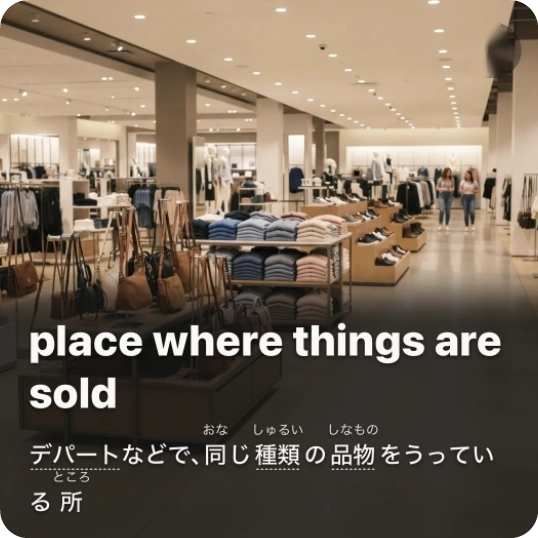 place where things are
sold
おな しゅるい しなもの
デパートなどで、同じ種類の品物をうってい
ところ
る所